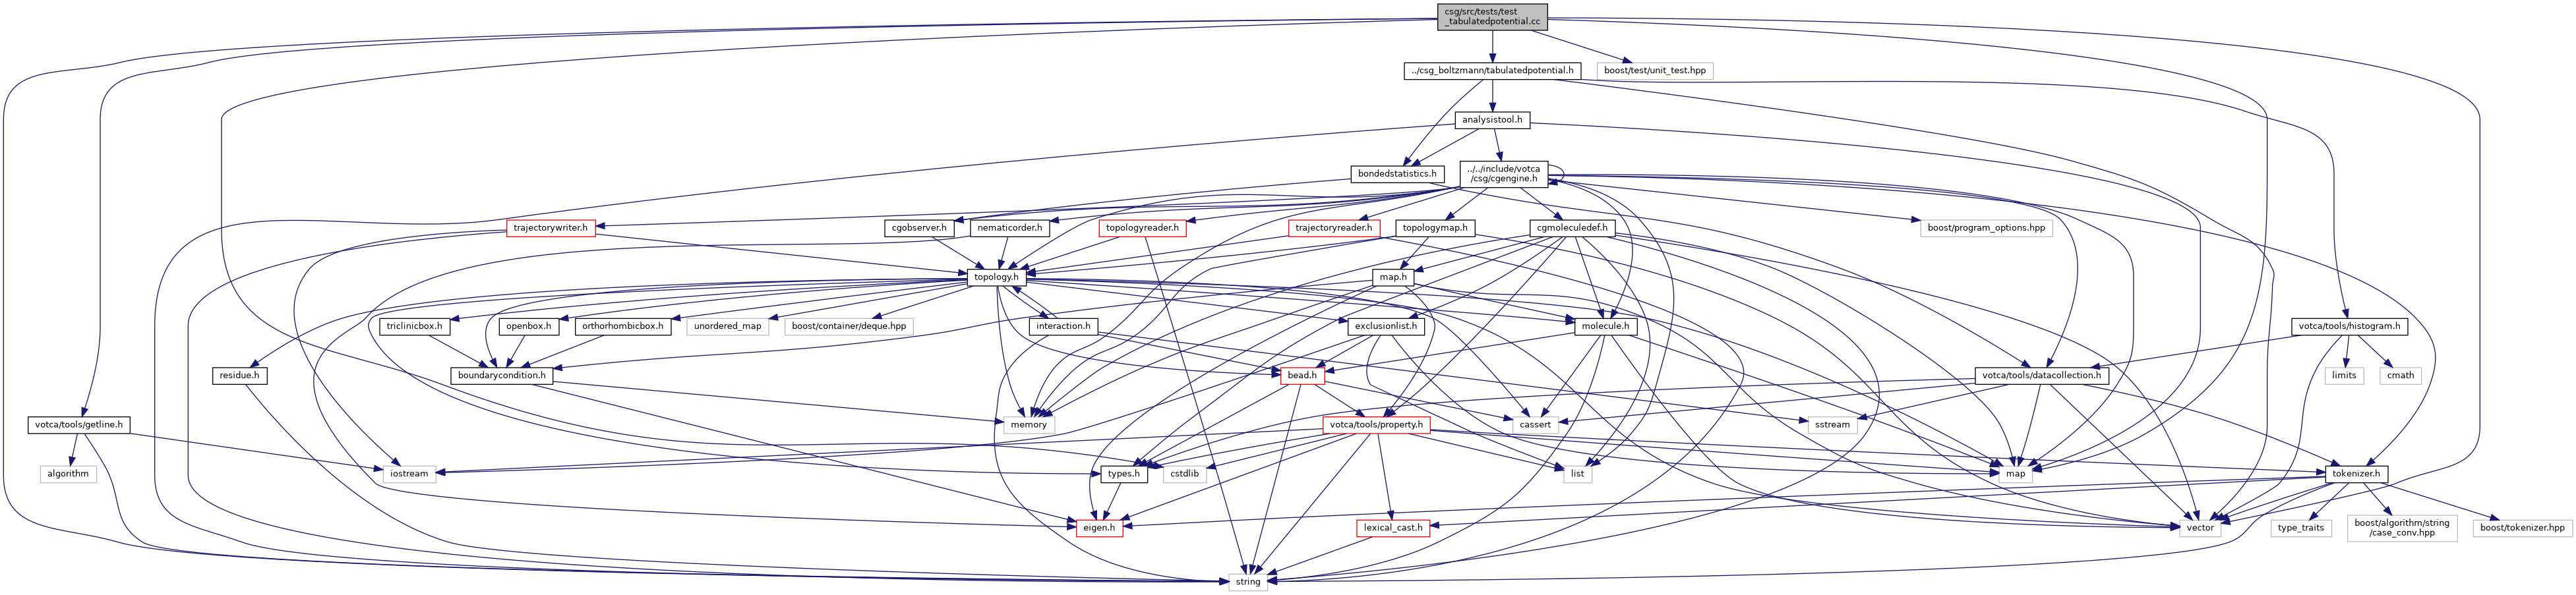 csg/src/tests/test
_tabulatedpotential.cc
../csg_boltzmann/tabulatedpotential.h
boost/test/unit_test.hpp
analysistool.h
bondedstatistics.h
../../include/votca
/csg/cgengine.h
trajectorywriter.h
cgobserver.h
nematicorder.h
topologyreader.h
trajectoryreader.h
topologymap.h
cgmoleculedef.h
boost/program_options.hpp
topology.h
map.h
triclinicbox.h
openbox.h
orthorhombicbox.h
unordered_map
boost/container/deque.hpp
interaction.h
exclusionlist.h
molecule.h
votca/tools/histogram.h
residue.h
boundarycondition.h
bead.h
votca/tools/datacollection.h
limits
cmath
votca/tools/getline.h
memory
votca/tools/property.h
cassert
sstream
algorithm
iostream
types.h
cstdlib
list
map
tokenizer.h
eigen.h
lexical_cast.h
vector
type_traits
boost/algorithm/string
/case_conv.hpp
boost/tokenizer.hpp
string